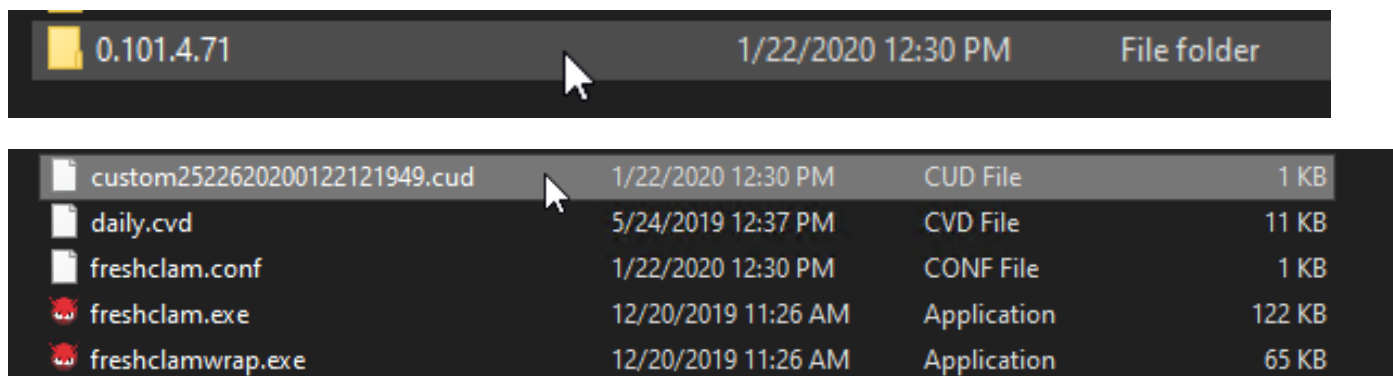 0.101.4.71 1/22/2020 12:30 PM File folder
custom2522620200122121949.cud 1/22/2020 12:30 PM CUD File 1 KB
daily.cvd 5/24/2019 12:37 PM CVD File 11 KB
freshclam.conf 1/22/2020 12:30 PM CONF File 1 KB
freshclam.exe 12/20/2019 11:26 AM Application 122 KB
freshclamwrap.exe 12/20/2019 11:26 AM Application 65 KB